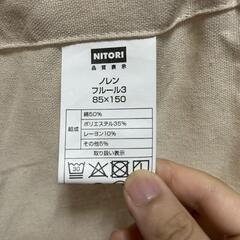 NITORI
品質表示
ノレン
フルール3
85×150
組成
綿50%
ポリエステル35%
レーヨン10%
その他5%
取り扱い表示
30